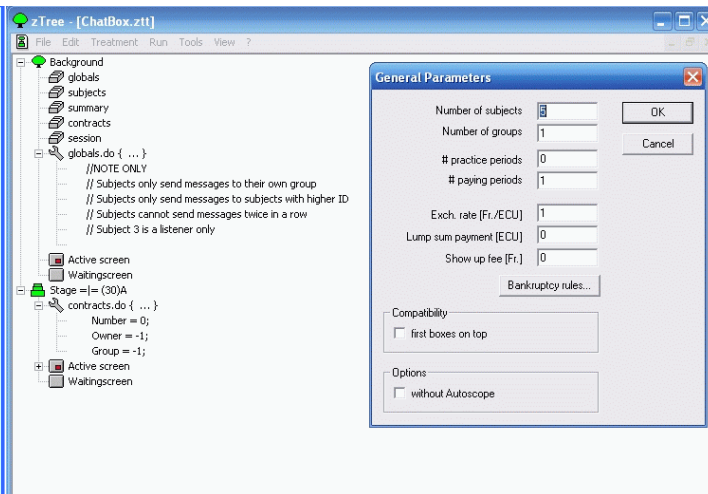 zTree - [ChatBox.ztt]
File Edit Treatment Run Tools View ?
Background
globals
subjects
summary
contracts
session
globals.do { ... }
//NOTE ONLY
// Subjects only send messages to their own group
// Subjects only send messages to subjects with higher ID
// Subjects cannot send messages twice in a row
// Subject 3 is a listener only
Active screen
Waitingscreen
Stage =|= (30)A
contracts.do { ... }
Number = 0;
Owner = -1;
Group = -1;
Active screen
Waitingscreen
General Parameters
Number of subjects 5
Number of groups 1
# practice periods 0
# paying periods 1
Exch. rate [Fr./ECU] 1
Lump sum payment [ECU] 0
Show up fee [Fr.] 0
Bankruptcy rules...
Compatibility
first boxes on top
Options
without Autoscope
OK
Cancel